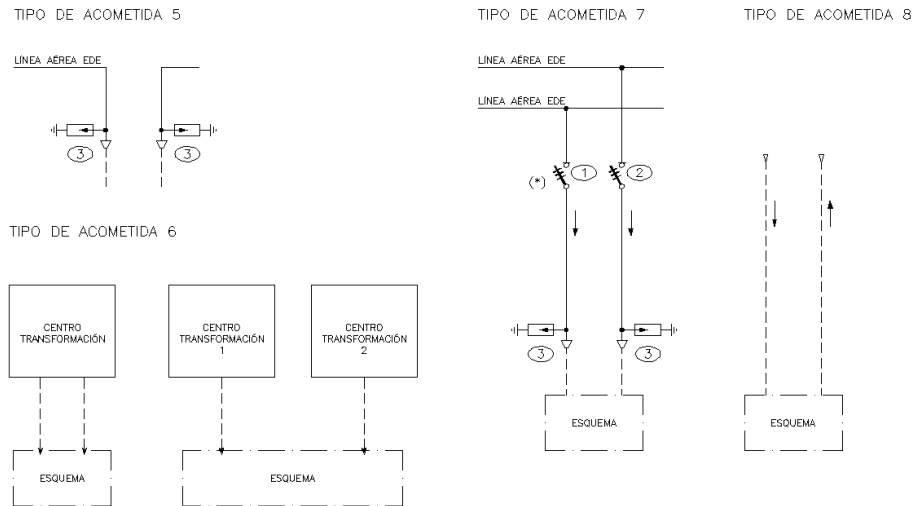 TIPO DE ACOMETIDA 5
LÍNEA AÉREA EDE
3
3
TIPO DE ACOMETIDA 6
CENTRO
TRANSFORMACIÓN
CENTRO
TRANSFORMACIÓN
1
CENTRO
TRANSFORMACIÓN
2
ESQUEMA
ESQUEMA
TIPO DE ACOMETIDA 7
LÍNEA AÉREA EDE
LÍNEA AÉREA EDE
(*)
1
2
3
3
ESQUEMA
TIPO DE ACOMETIDA 8
ESQUEMA